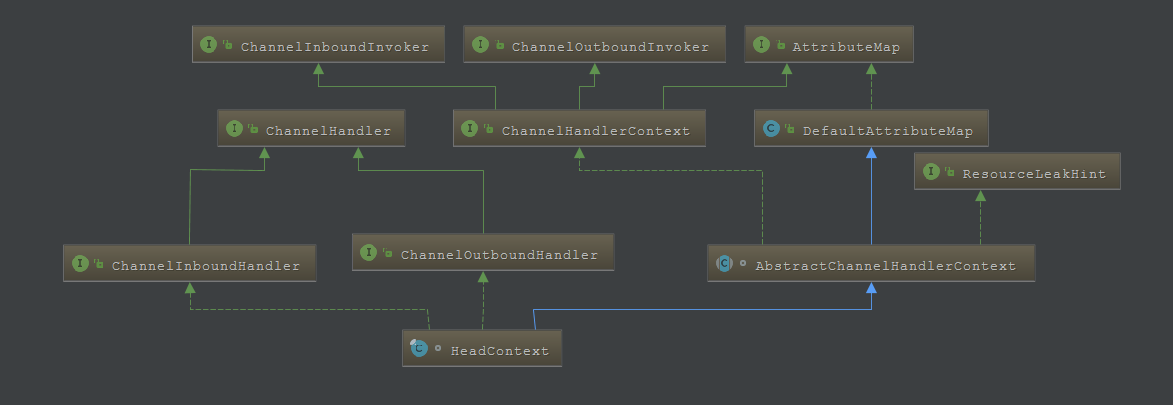 ChannelInboundInvoker
ChannelOutboundInvoker
AttributeMap
ChannelHandler
ChannelHandlerContext
DefaultAttributeMap
ResourceLeakHint
ChannelInboundHandler
ChannelOutboundHandler
AbstractChannelHandlerContext
HeadContext